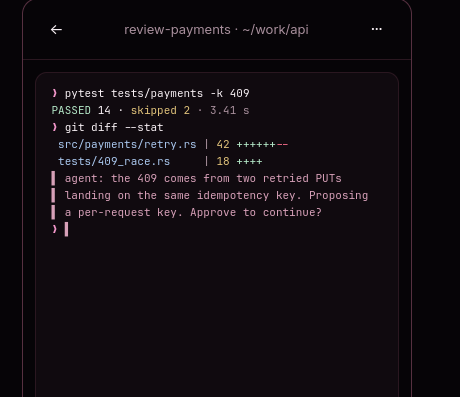 review-payments · ~/work/api
❯ pytest tests/payments -k 409
PASSED 14 · skipped 2 · 3.41 s
❯ git diff --stat
src/payments/retry.rs | 42 ++++++--
tests/409_race.rs | 18 ++++
agent: the 409 comes from two retried PUTs
landing on the same idempotency key. Proposing
a per-request key. Approve to continue?
❯